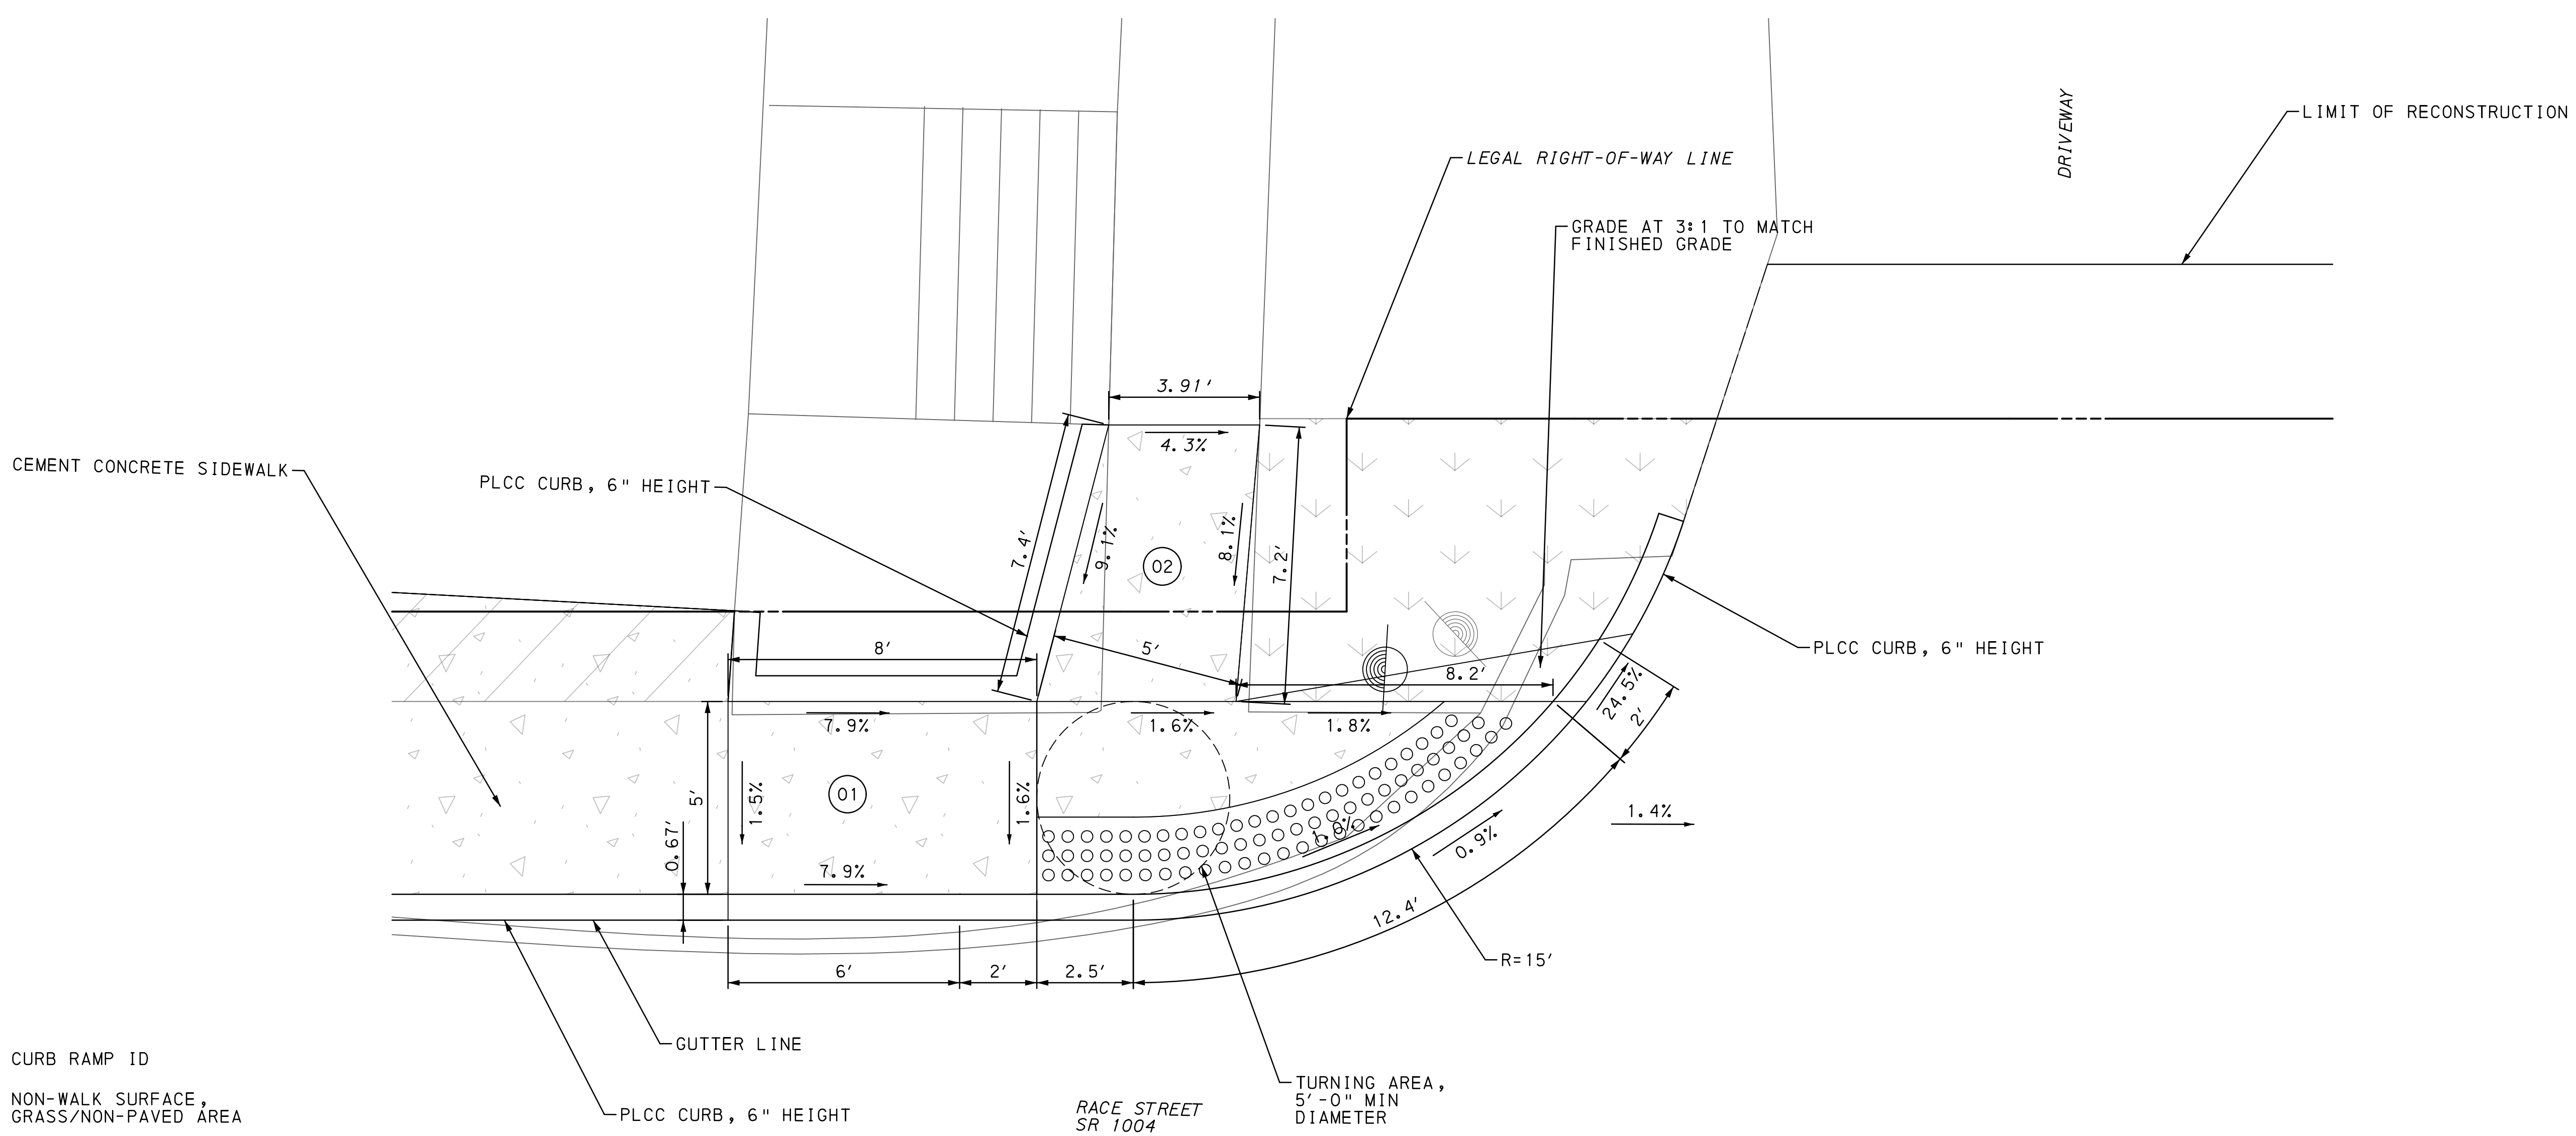 DRIVEWAY
LIMIT OF RECONSTRUCTION
LEGAL RIGHT-OF-WAY LINE
GRADE AT 3:1 TO MATCH
FINISHED GRADE
3.91'
4.3%
CEMENT CONCRETE SIDEWALK
PLCC CURB, 6" HEIGHT
7.4'
9.1%
02
8.1%
7.2'
5'
8'
8.2'
PLCC CURB, 6" HEIGHT
24.5%
2'
7.9%
1.6%
1.8%
5'
1.5%
01
1.6%
0.67'
7.9%
1.0%
0.9%
1.4%
12.4'
R=15'
6'
2'
2.5'
GUTTER LINE
CURB RAMP ID
NON-WALK SURFACE,
GRASS/NON-PAVED AREA
PLCC CURB, 6" HEIGHT
RACE STREET
SR 1004
TURNING AREA,
5'-0" MIN
DIAMETER